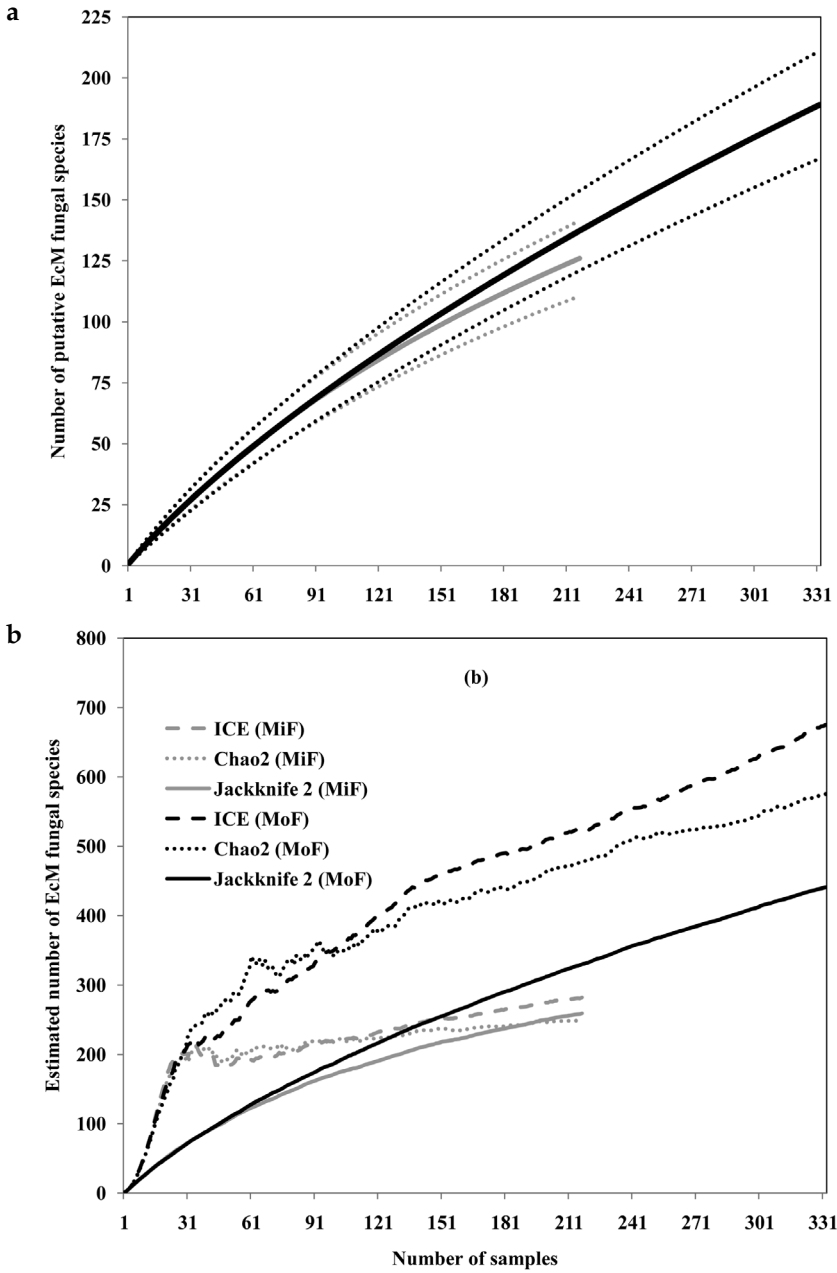 a
225
200
175
150
125
100
75
50
25
0
Number of putative EcM fungal species
1 31 61 91 121 151 181 211 241 271 301 331
b
800
700
600
500
400
300
200
100
0
Estimated number of EcM fungal species
(b)
ICE (MiF)
Chao2 (MiF)
Jackknife 2 (MiF)
ICE (MoF)
Chao2 (MoF)
Jackknife 2 (MoF)
1 31 61 91 121 151 181 211 241 271 301 331
Number of samples